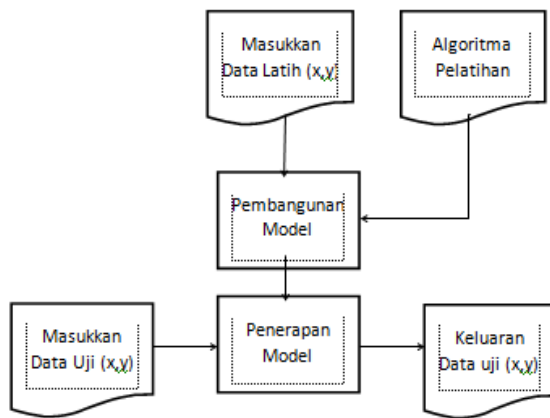 Masukkan
Data Latih (x,y)
Algoritma
Pelatihan
Pembangunan
Model
Masukkan
Data Uji (x,y)
Penerapan
Model
Keluaran
Data uji (x,y)